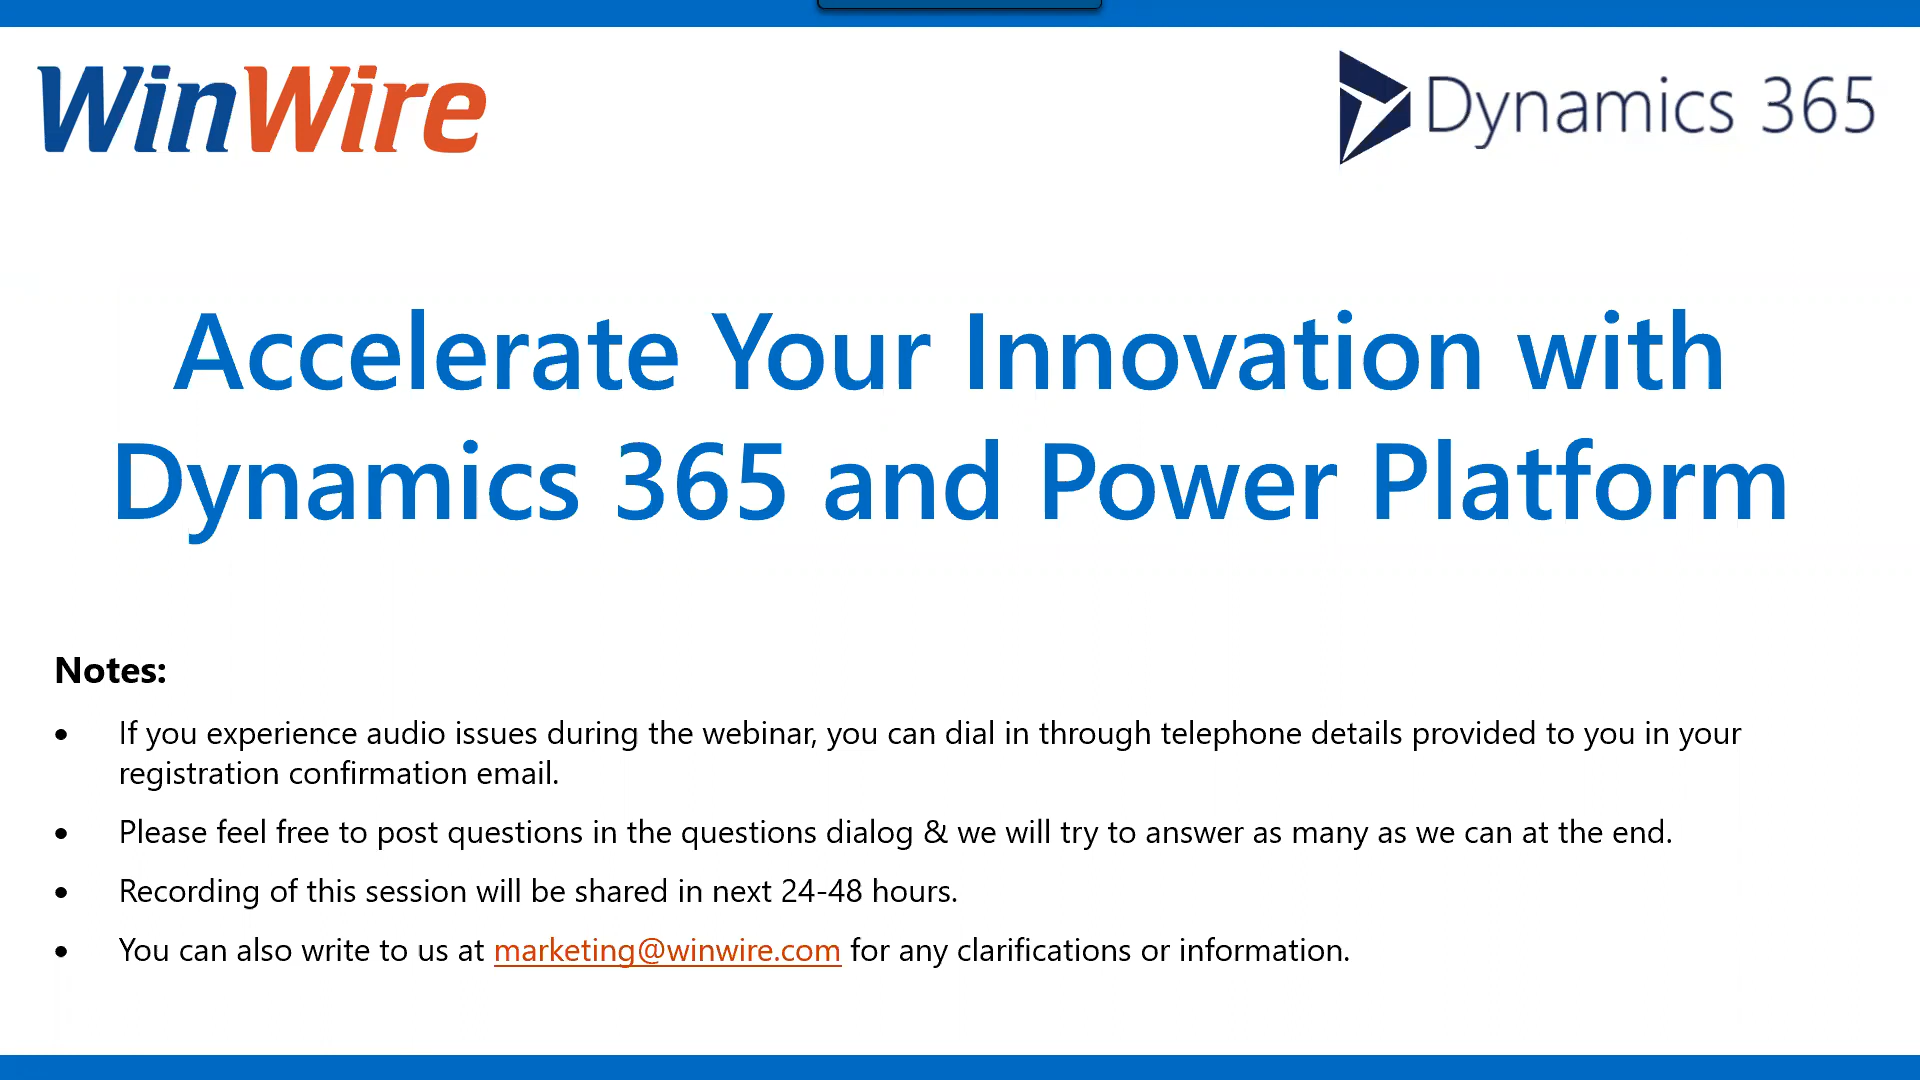 WinWire
Dynamics 365
Accelerate Your Innovation with
Dynamics 365 and Power Platform
Notes:
• If you experience audio issues during the webinar, you can dial in through telephone details provided to you in your
registration confirmation email.
• Please feel free to post questions in the questions dialog & we will try to answer as many as we can at the end.
• Recording of this session will be shared in next 24-48 hours.
• You can also write to us at marketing@winwire.com for any clarifications or information.